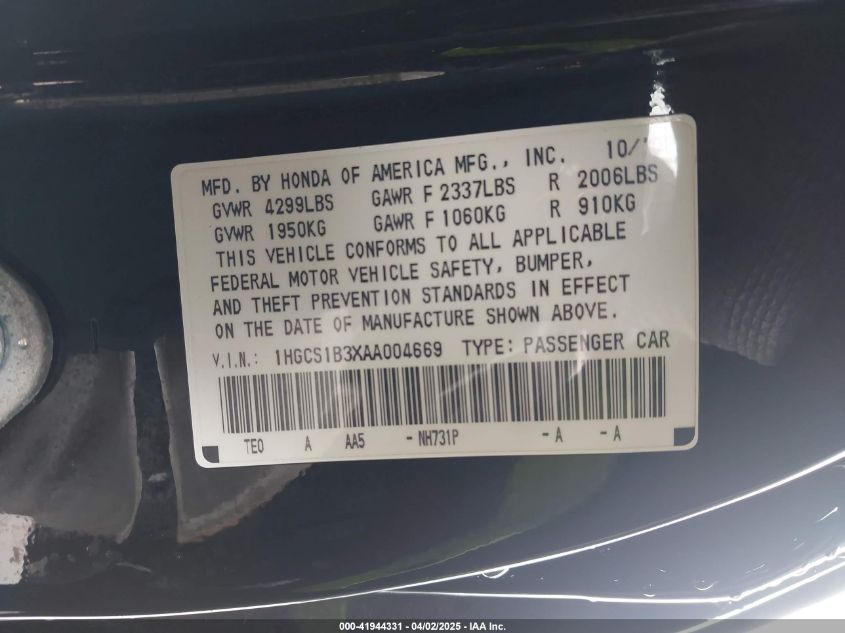 MFD. BY HONDA OF AMERICA MFG., INC. 10/
GVWR 4299LBS GAWR F 2337LBS R 2006LBS
GVWR 1950KG GAWR F 1060KG R 910KG
THIS VEHICLE CONFORMS TO ALL APPLICABLE
FEDERAL MOTOR VEHICLE SAFETY, BUMPER,
AND THEFT PREVENTION STANDARDS IN EFFECT
ON THE DATE OF MANUFACTURE SHOWN ABOVE.
V.I.N.: 1HGCS1B3XAA004669 TYPE: PASSENGER CAR
TE0 A AA5 - NH731P - A - A
000-41944331 - 04/02/2025 - IAA Inc.